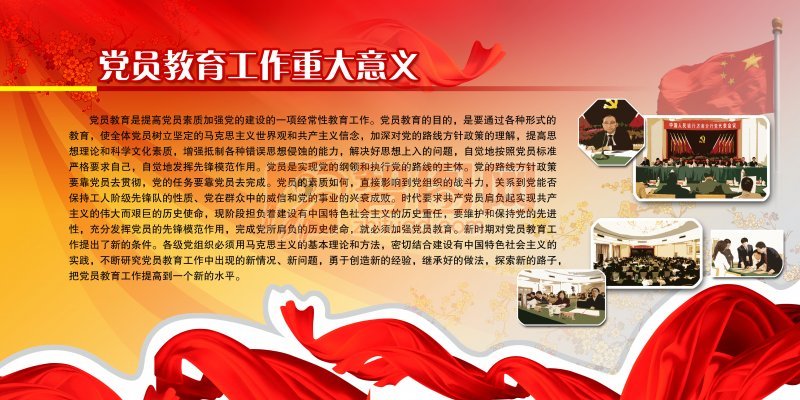 党员教育工作重大意义
党员教育是提高党员素质加强党的建设的一项经常性教育工作。党员教育的目的，是要通过各种形式的
教育，使全体党员树立坚定的马克思主义世界观和共产主义信念，加深对党的路线方针政策的理解，提高思
想理论和科学文化素质，增强抵制各种错误思想侵蚀的能力，解决好思想上入的问题，自觉地按照党员标准
严格要求自己，自觉地发挥先锋模范作用。党员是实现党的纲领和执行党的路线的主体。党的路线方针政策
要靠党员去贯彻，党的任务要靠党员去完成。党员的素质如何，直接影响到党组织的战斗力，关系到党能否
保持工人阶级先锋队的性质、党在群众中的威信和党的事业的兴衰成败。时代要求共产党员肩负起实现共产
主义的伟大而艰巨的历史使命，现阶段担负着建设有中国特色社会主义的历史重任，要维护和保持党的先进
性，充分发挥党员的先锋模范作用，完成党所肩负的历史使命，就必须加强党员教育。新时期对党员教育工
作提出了新的条件。各级党组织必须用马克思主义的基本理论和方法，密切结合建设有中国特色社会主义的
实践，不断研究党员教育工作中出现的新情况、新问题，勇于创造新的经验，继承好的做法，探索新的路子，
把党员教育工作提高到一个新的水平。